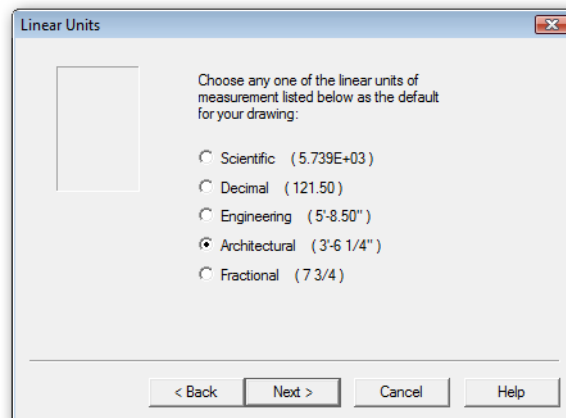 Linear Units
Choose any one of the linear units of
measurement listed below as the default
for your drawing:
Scientific ( 5.739E+03 )
Decimal ( 121.50 )
Engineering ( 5'-8.50" )
Architectural ( 3'-6 1/4" )
Fractional ( 7 3/4 )
< Back Next > Cancel Help